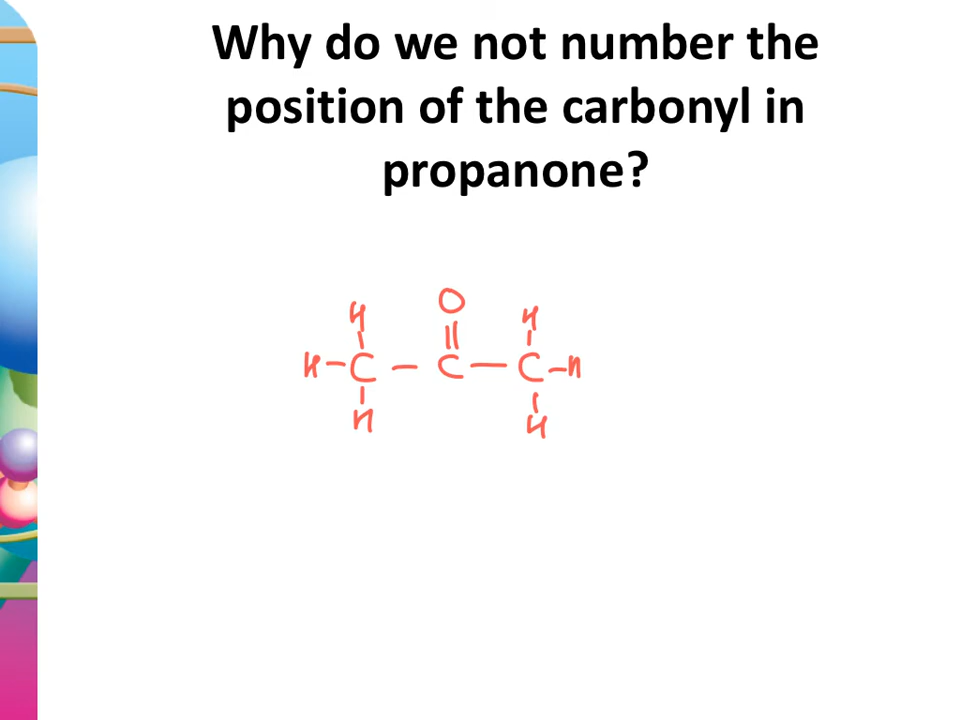 Why do we not number the
position of the carbonyl in
propanone?
O
H H
||
H-C - C - C-H
H H